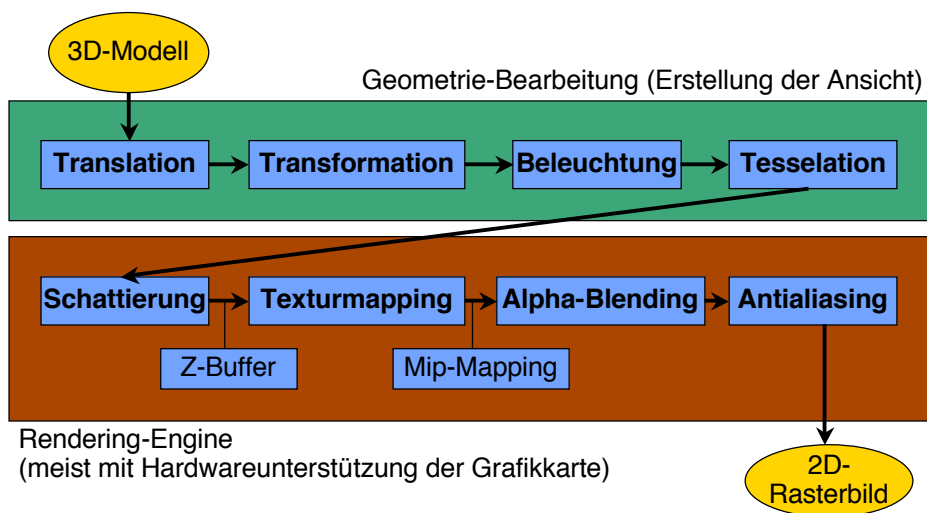 3D-Modell
Geometrie-Bearbeitung (Erstellung der Ansicht)
Translation
Transformation
Beleuchtung
Tesselation
Schattierung
Texturmapping
Alpha-Blending
Antialiasing
Z-Buffer
Mip-Mapping
Rendering-Engine
(meist mit Hardwareunterstützung der Grafikkarte)
2D-
Rasterbild